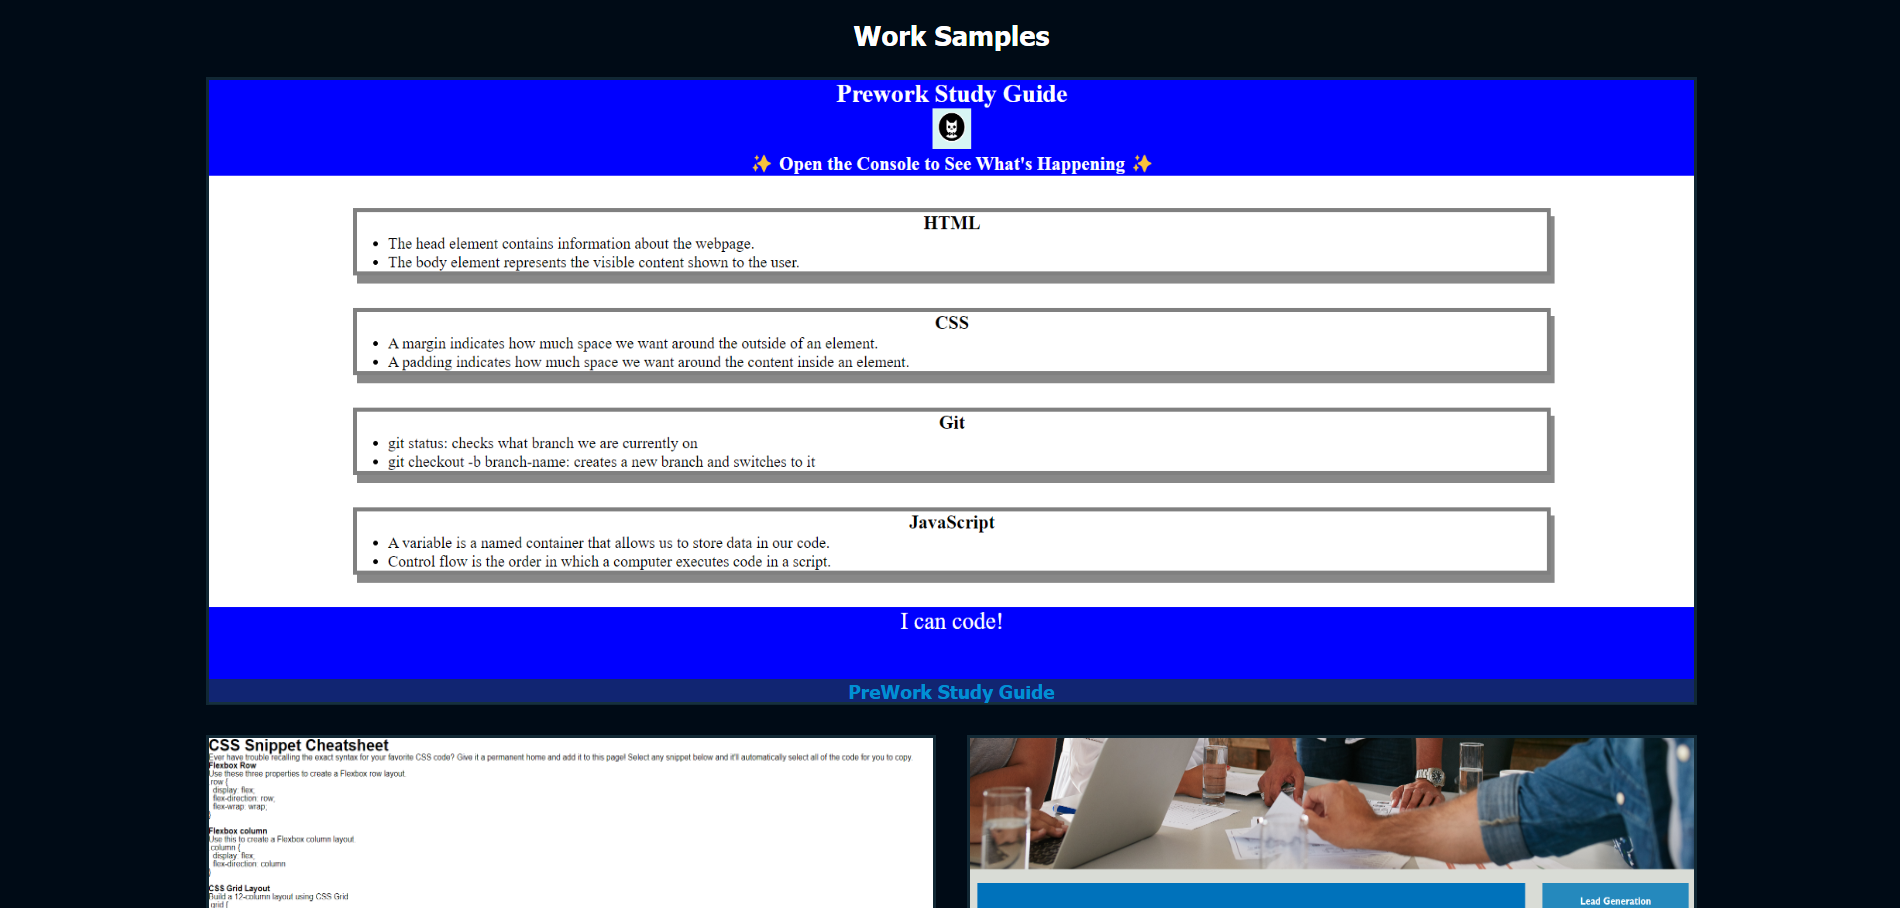 Work Samples
Prework Study Guide
✨ Open the Console to See What's Happening ✨
HTML
• The head element contains information about the webpage.
• The body element represents the visible content shown to the user.
CSS
• A margin indicates how much space we want around the outside of an element.
• A padding indicates how much space we want around the content inside an element.
Git
• git status: checks what branch we are currently on
• git checkout -b branch-name: creates a new branch and switches to it
JavaScript
• A variable is a named container that allows us to store data in our code.
• Control flow is the order in which a computer executes code in a script.
I can code!
PreWork Study Guide
CSS Snippet Cheatsheet
Ever have trouble recalling the exact syntax for your favorite CSS code? Give it a permanent home and add it to this page! Select any snippet below and it'll automatically select all of the code for you to copy.
Flexbox Row
Use these three properties to create a Flexbox row layout.
.row {
display: flex;
flex-direction: row;
flex-wrap: wrap;
}
Flexbox column
Use this to create a Flexbox column layout.
.column {
display: flex;
flex-direction: column
}
CSS Grid Layout
Build a 12-column layout using CSS Grid
.grid {
Lead Generation